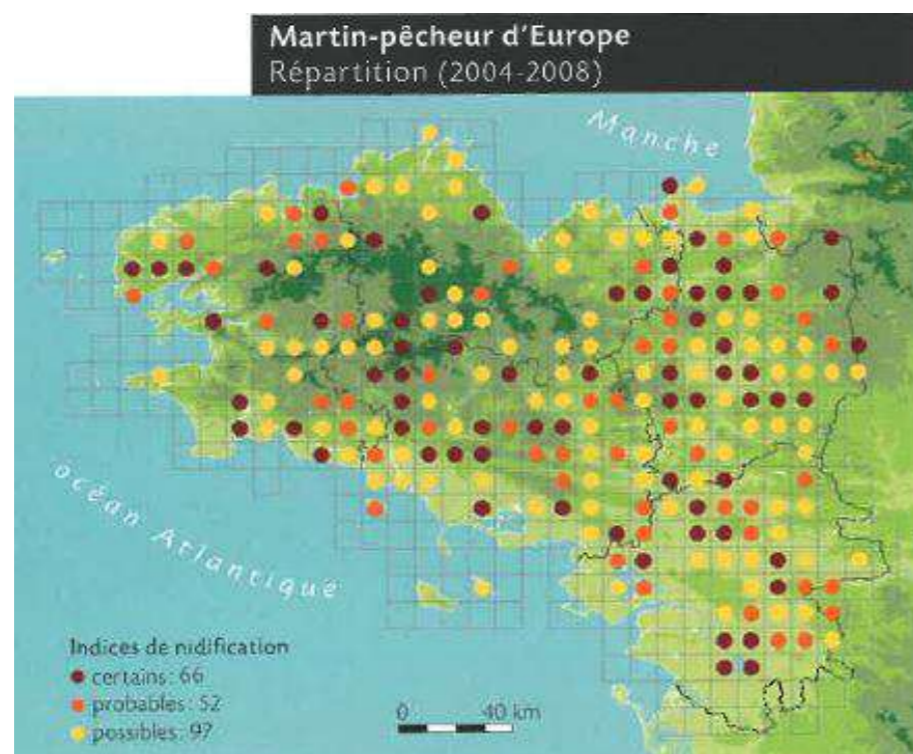 Martin-pêcheur d'Europe
Répartition (2004-2008)
Manche
océan Atlantique
Indices de nidification
certains: 66
probables: 52
possibles: 97
0 40 km